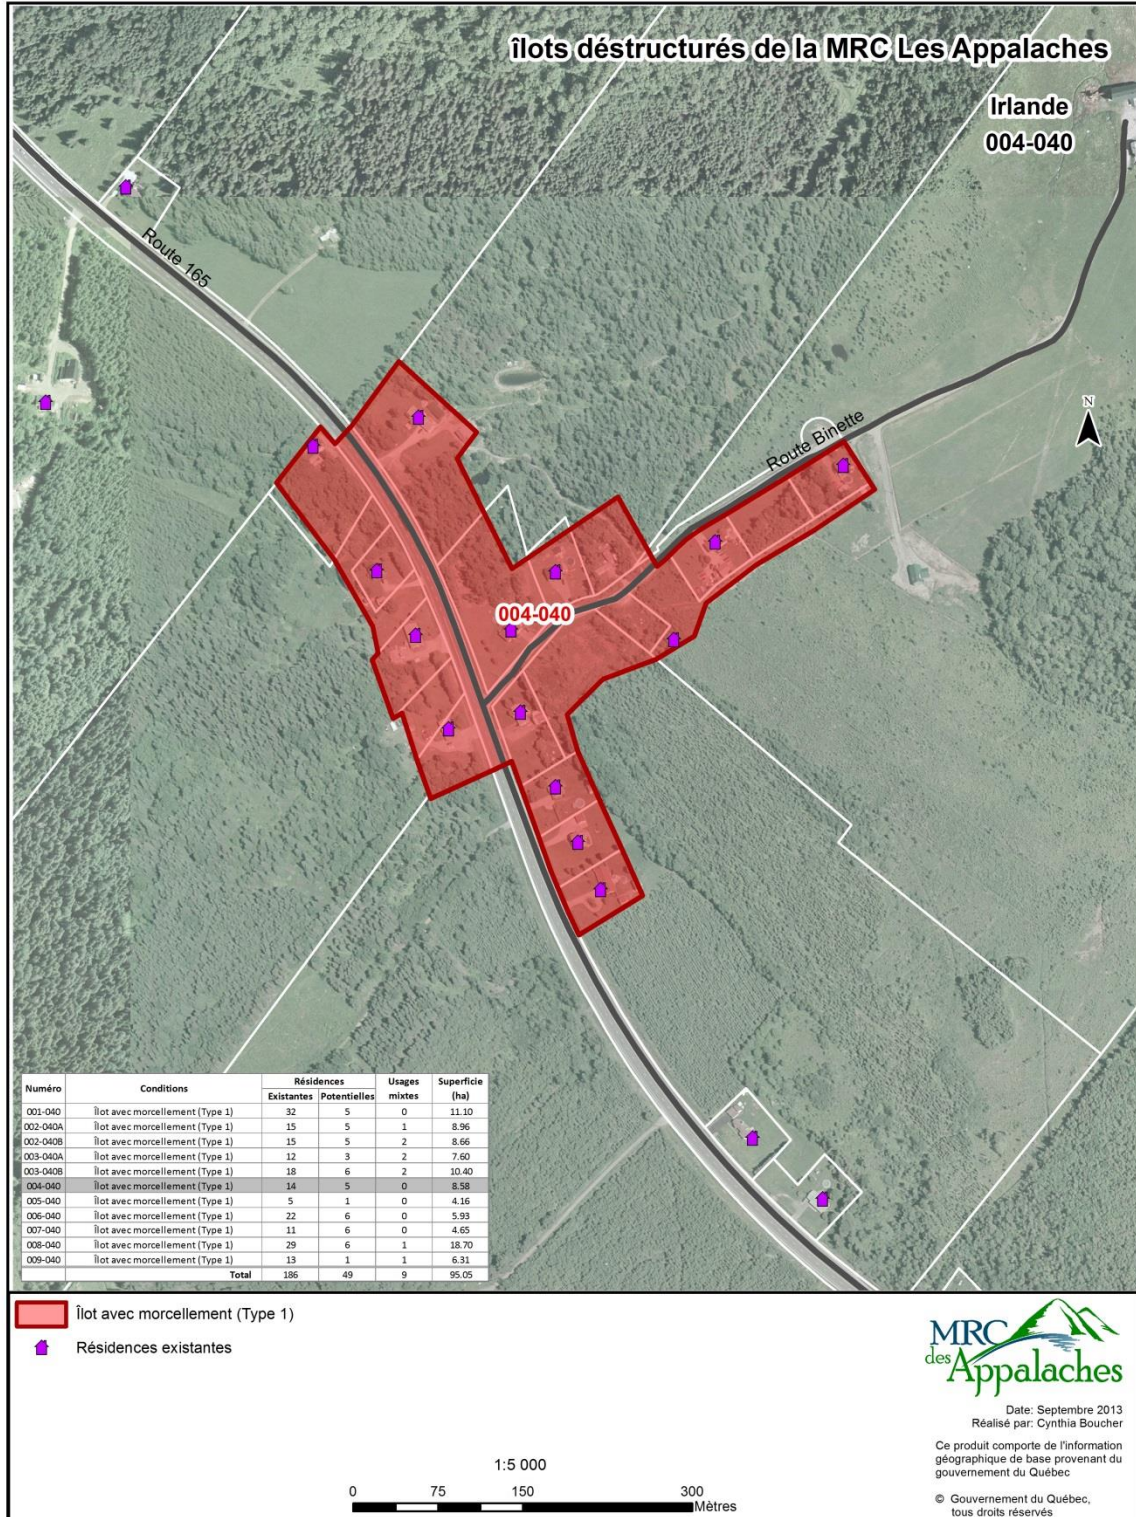 îlots déstructurés de la MRC Les Appalaches
Irlande
004-040
Route 165
N
Route Binette
004-040
Numéro Conditions Résidences Usages mixtes Superficie (ha)
Existantes Potentielles
001-040 Îlot avec morcellement (Type 1) 32 5 0 11.10
002-040A Îlot avec morcellement (Type 1) 15 5 1 8.96
002-040B Îlot avec morcellement (Type 1) 15 5 2 8.66
003-040A Îlot avec morcellement (Type 1) 12 3 2 7.60
003-040B Îlot avec morcellement (Type 1) 18 6 2 10.40
004-040 Îlot avec morcellement (Type 1) 14 5 0 8.58
005-040 Îlot avec morcellement (Type 1) 5 1 0 4.16
006-040 Îlot avec morcellement (Type 1) 22 6 0 5.93
007-040 Îlot avec morcellement (Type 1) 11 6 0 4.65
008-040 Îlot avec morcellement (Type 1) 29 6 1 18.70
009-040 Îlot avec morcellement (Type 1) 13 1 1 6.31
Total 186 49 9 95.05
Îlot avec morcellement (Type 1)
Résidences existantes
MRC
des Appalaches
Date: Septembre 2013
Réalisé par: Cynthia Boucher
Ce produit comporte de l'information
géographique de base provenant du
gouvernement du Québec
© Gouvernement du Québec,
tous droits réservés
1:5 000
0 75 150 300
Mètres